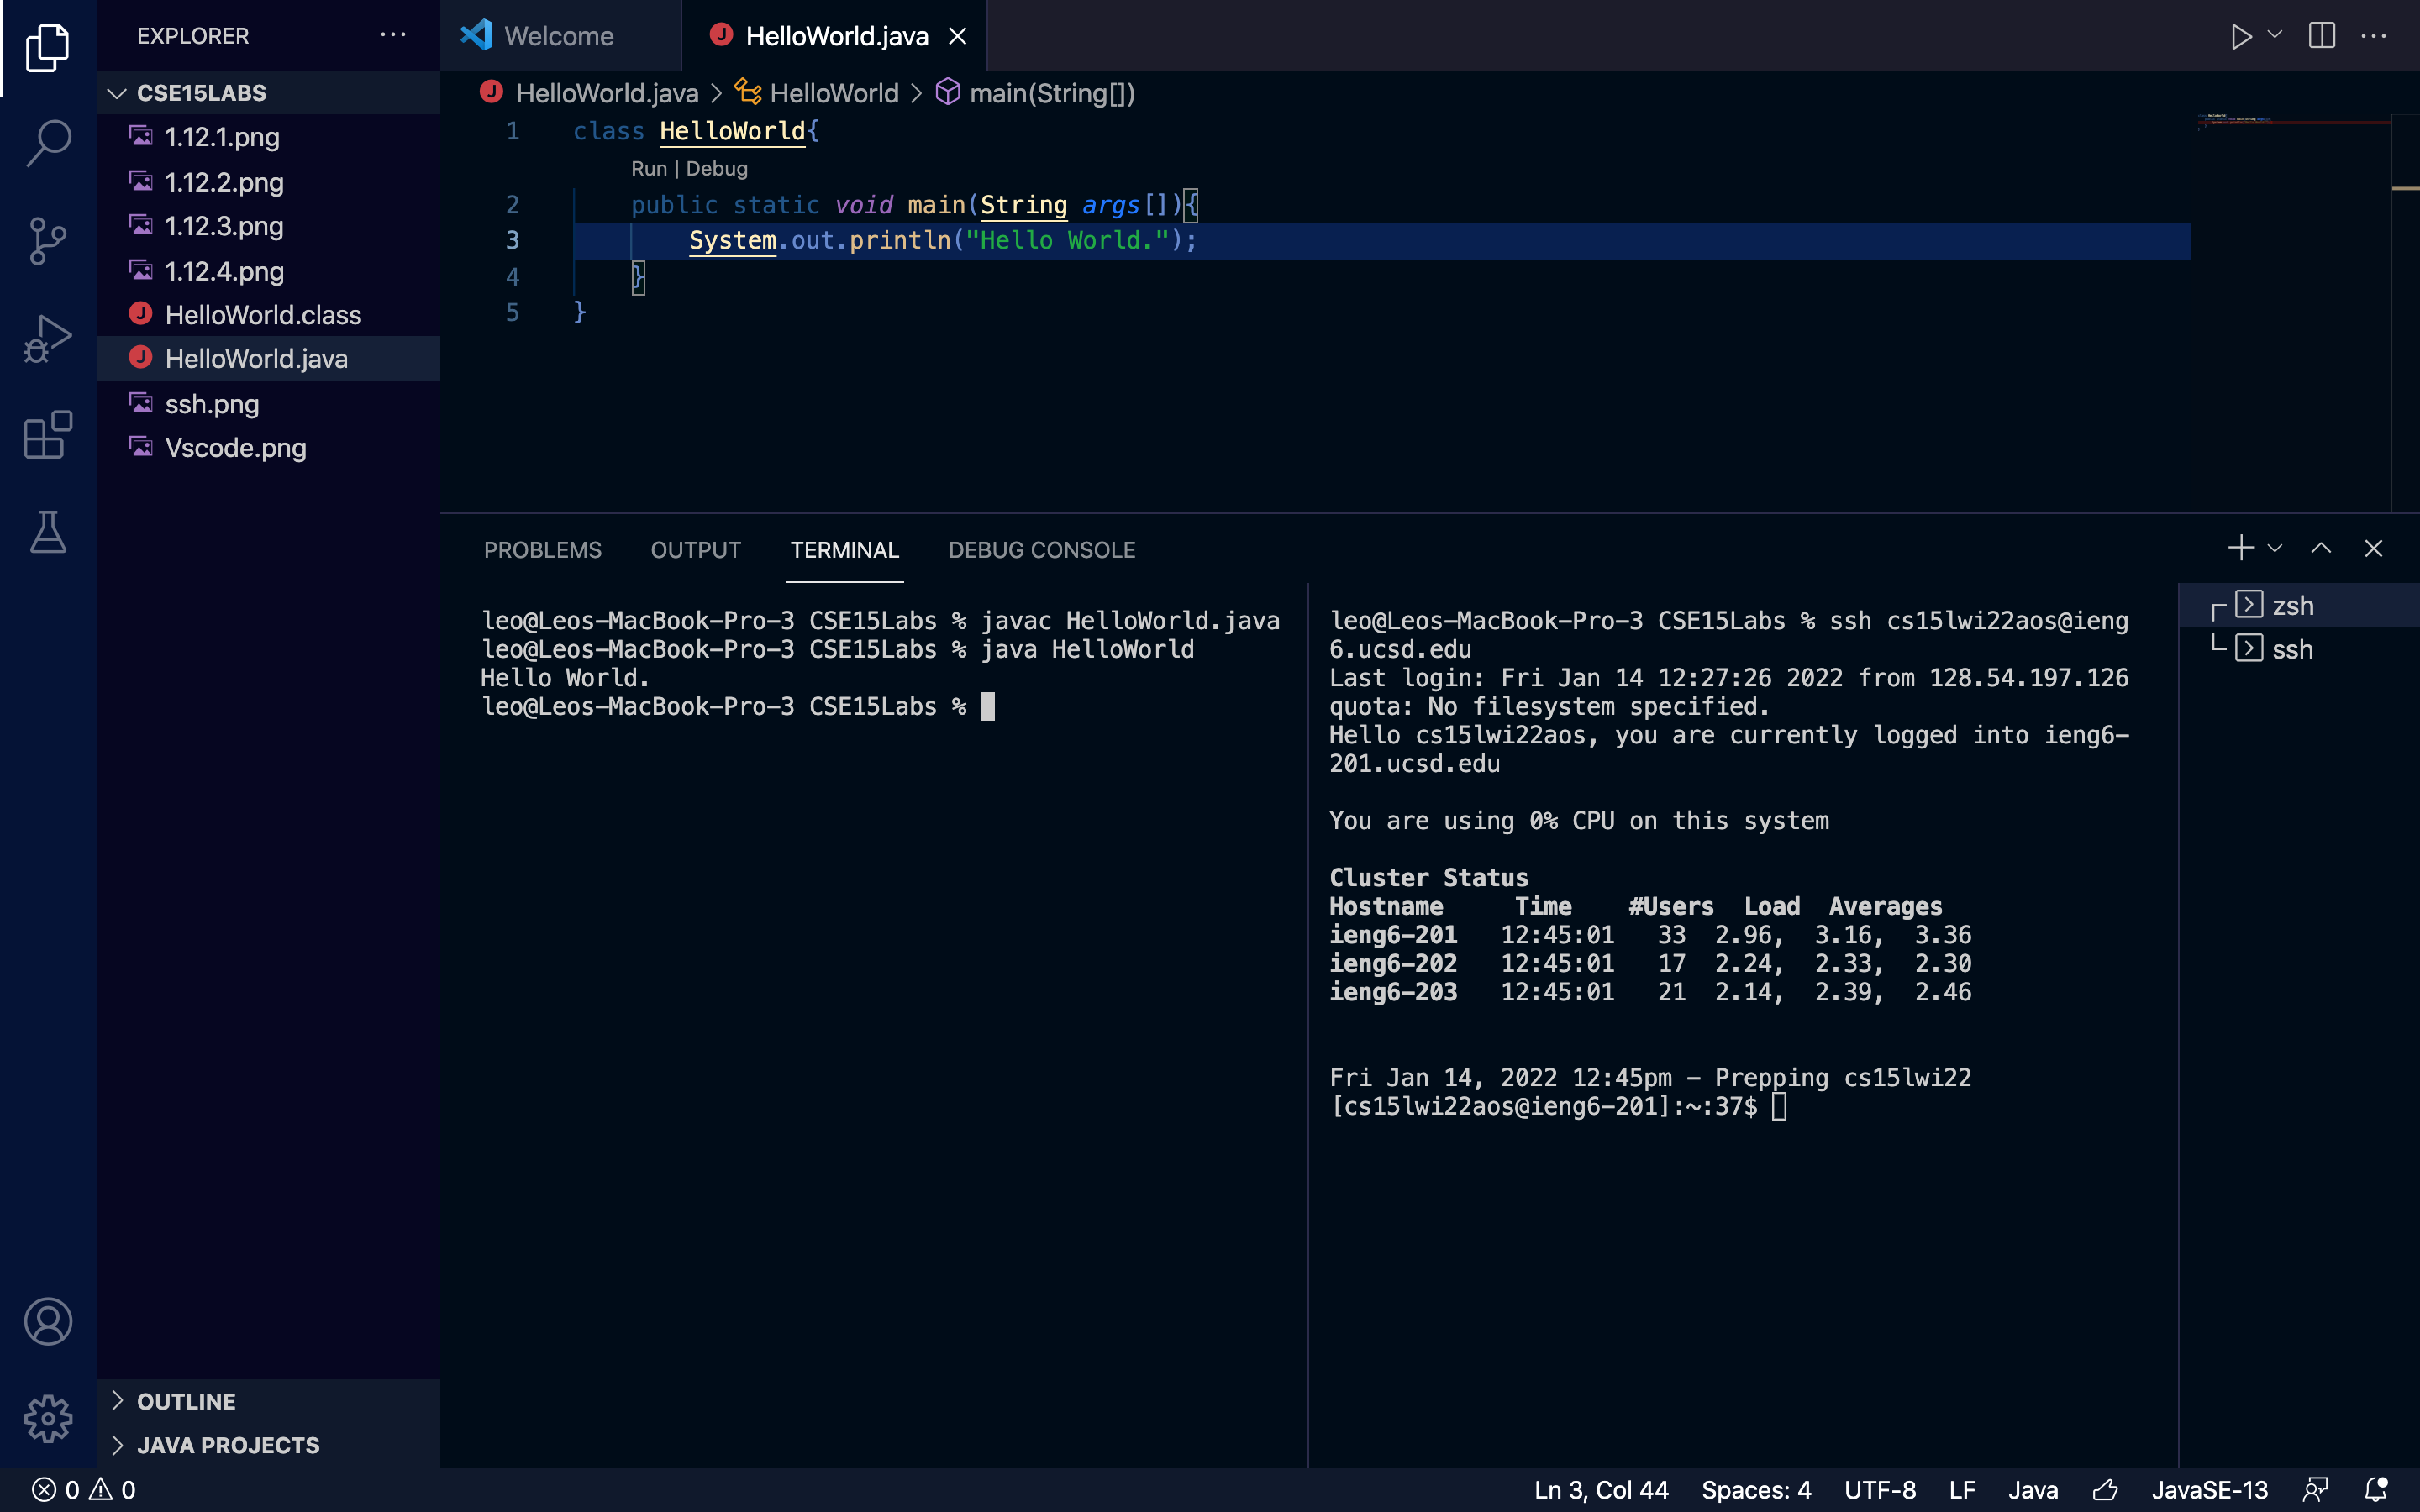 EXPLORER
CSE15LABS
1.12.1.png
1.12.2.png
1.12.3.png
1.12.4.png
HelloWorld.class
HelloWorld.java
ssh.png
Vscode.png
OUTLINE
JAVA PROJECTS
Welcome
HelloWorld.java
HelloWorld.java > HelloWorld > main(String[])
1 class HelloWorld{
Run | Debug
2 public static void main(String args[]){
3 System.out.println("Hello World.");
4 }
5 }
PROBLEMS OUTPUT TERMINAL DEBUG CONSOLE
leo@Leos-MacBook-Pro-3 CSE15Labs % javac HelloWorld.java
leo@Leos-MacBook-Pro-3 CSE15Labs % java HelloWorld
Hello World.
leo@Leos-MacBook-Pro-3 CSE15Labs %
leo@Leos-MacBook-Pro-3 CSE15Labs % ssh cs15lwi22aos@ieng
6.ucsd.edu
Last login: Fri Jan 14 12:27:26 2022 from 128.54.197.126
quota: No filesystem specified.
Hello cs15lwi22aos, you are currently logged into ieng6-
201.ucsd.edu
You are using 0% CPU on this system
Cluster Status
Hostname Time #Users Load Averages
ieng6-201 12:45:01 33 2.96, 3.16, 3.36
ieng6-202 12:45:01 17 2.24, 2.33, 2.30
ieng6-203 12:45:01 21 2.14, 2.39, 2.46
Fri Jan 14, 2022 12:45pm - Prepping cs15lwi22
[cs15lwi22aos@ieng6-201]:~:37$
zsh
ssh
0 0
Ln 3, Col 44 Spaces: 4 UTF-8 LF Java JavaSE-13